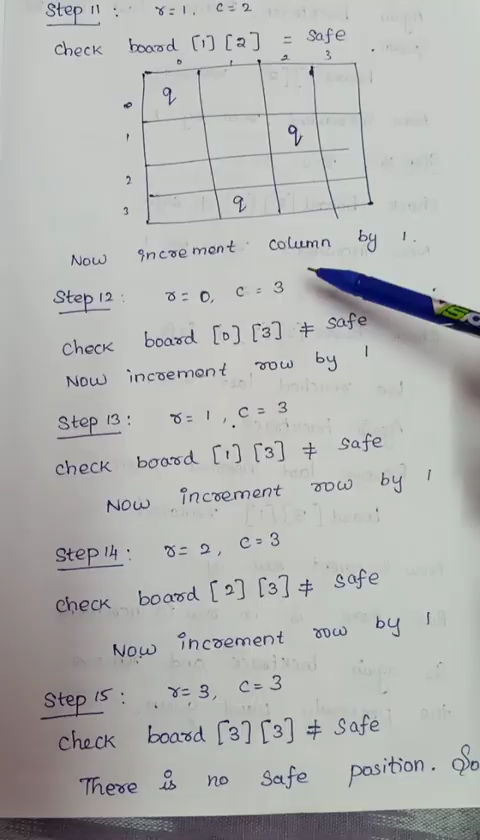 Step 11 : r=1, c=2
Check board [1][2] = safe.
0 1 2 3
0 q
1 q
2
3 q
Now increment column by 1.
Step 12 : r=0, c=3
Check board [0][3] ≠ safe
Now increment row by 1
Step 13 : r=1, c=3
check board [1][3] ≠ safe
Now increment row by 1
Step 14 : r=2, c=3
check board [2][3] ≠ safe
Now increment row by 1
Step 15 : r=3, c=3
Check board [3][3] ≠ safe
There is no safe position. So